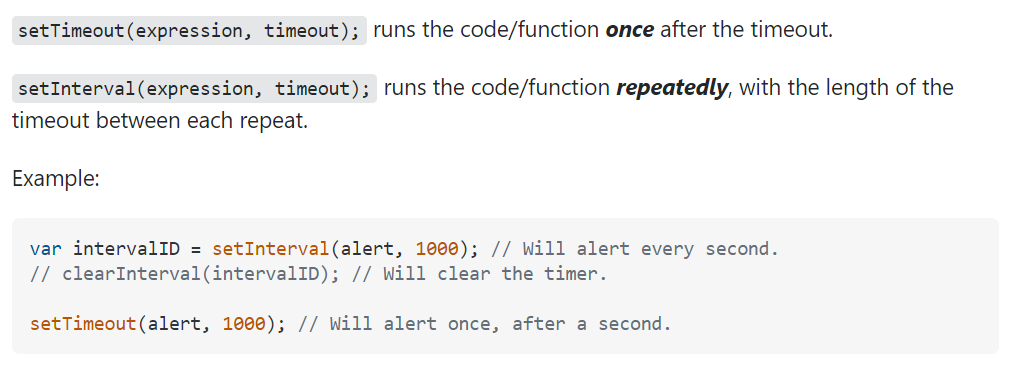 setTimeout(expression, timeout); runs the code/function once after the timeout.
setInterval(expression, timeout); runs the code/function repeatedly, with the length of the
timeout between each repeat.
Example:
var intervalID = setInterval(alert, 1000); // Will alert every second.
// clearInterval(intervalID); // Will clear the timer.
setTimeout(alert, 1000); // Will alert once, after a second.